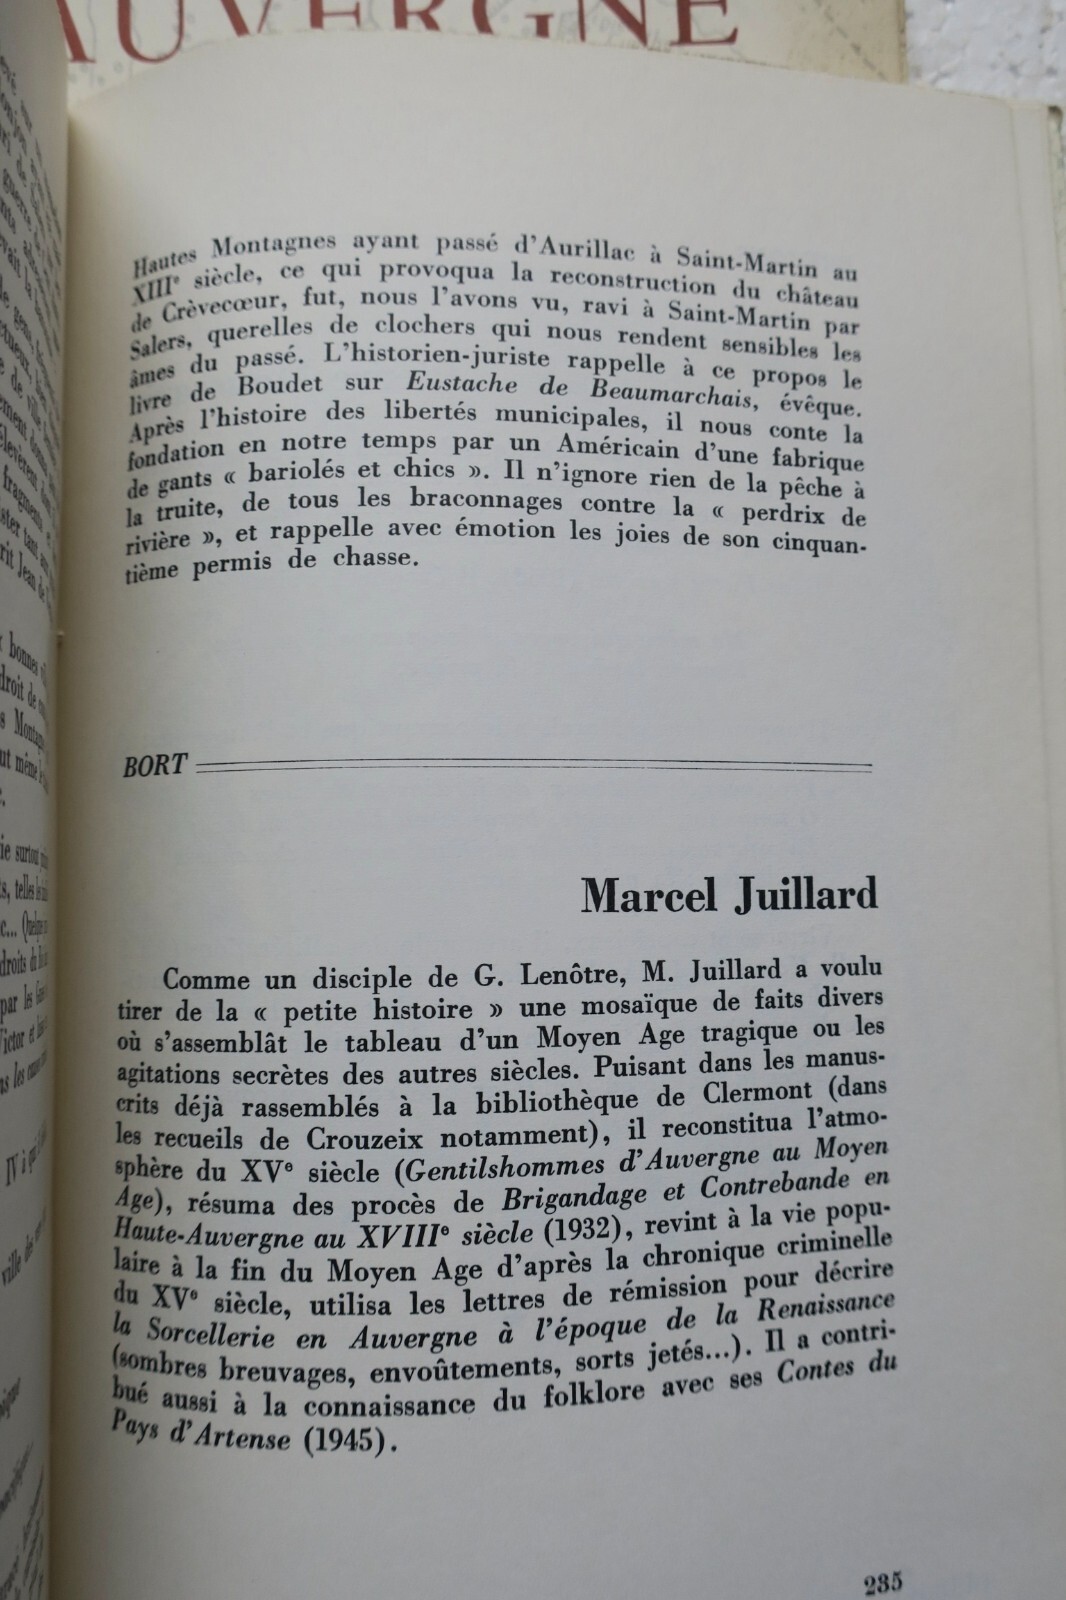 AUVERGNE
Hautes Montagnes ayant passé d'Aurillac à Saint-Martin au
XIIIe siècle, ce qui provoqua la reconstruction du château
de Crèvecœur, fut, nous l'avons vu, ravi à Saint-Martin par
Salers, querelles de clochers qui nous rendent sensibles les
âmes du passé. L'historien-juriste rappelle à ce propos le
livre de Boudet sur Eustache de Beaumarchais, évêque.
Après l'histoire des libertés municipales, il nous conte la
fondation en notre temps par un Américain d'une fabrique
de gants « bariolés et chics ». Il n'ignore rien de la pêche à
la truite, de tous les braconnages contre la « perdrix de
rivière », et rappelle avec émotion les joies de son cinquan-
tième permis de chasse.
BORT
Marcel Juillard
Comme un disciple de G. Lenôtre, M. Juillard a voulu
tirer de la « petite histoire » une mosaïque de faits divers
où s'assemblât le tableau d'un Moyen Age tragique ou les
agitations secrètes des autres siècles. Puisant dans les manus-
crits déjà rassemblés à la bibliothèque de Clermont (dans
les recueils de Crouzeix notamment), il reconstitua l'atmo-
sphère du XVe siècle (Gentilshommes d'Auvergne au Moyen
Age), résuma des procès de Brigandage et Contrebande en
Haute-Auvergne au XVIIIe siècle (1932), revint à la vie popu-
laire à la fin du Moyen Age d'après la chronique criminelle
du XVe siècle, utilisa les lettres de rémission pour décrire
la Sorcellerie en Auvergne à l'époque de la Renaissance
(sombres breuvages, envoûtements, sorts jetés...). Il a contri-
bué aussi à la connaissance du folklore avec ses Contes du
Pays d'Artense (1945).
235